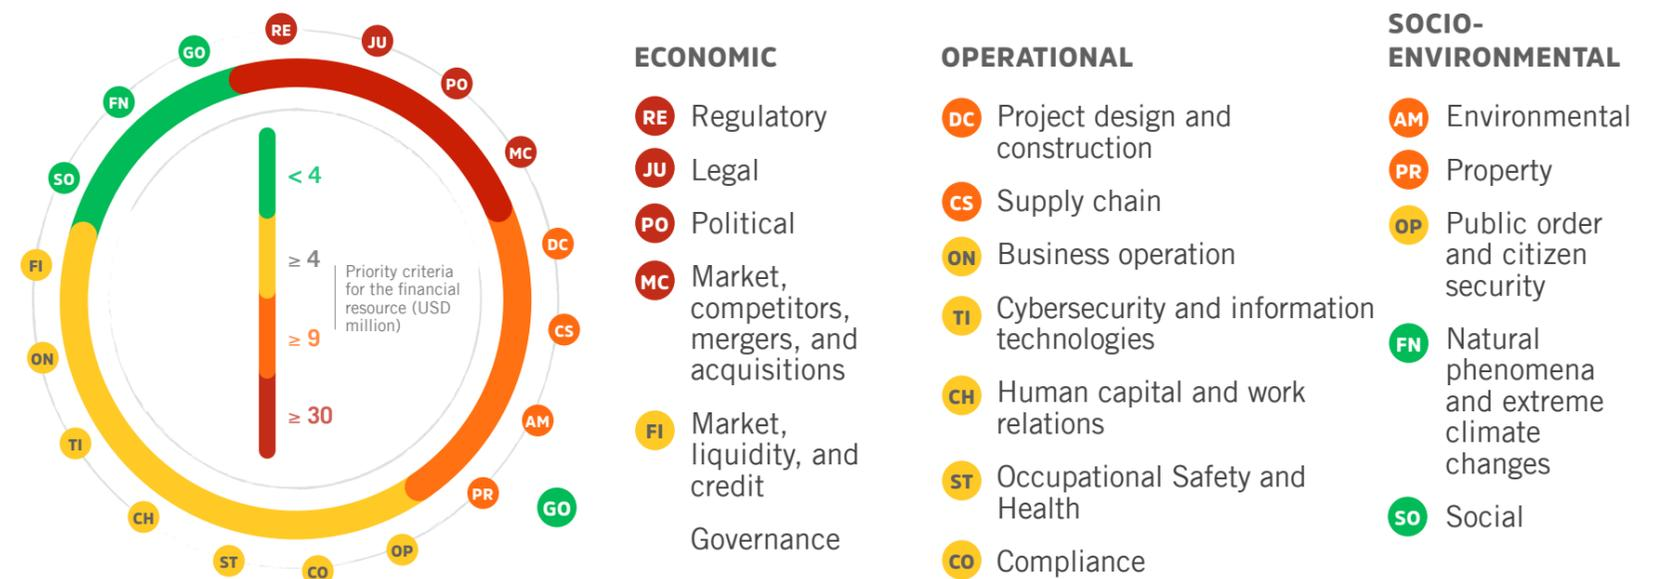 RE
JU
PO
MC
DC
CS
AM
PR
OP
CO
ST
CH
TI
ON
FI
SO
FN
GO
< 4
≥ 4
≥ 9
≥ 30
Priority criteria
for the financial
resource (USD
million)
GO
ECONOMIC
RE Regulatory
JU Legal
PO Political
MC Market,
competitors,
mergers, and
acquisitions
FI Market,
liquidity, and
credit
Governance
OPERATIONAL
DC Project design and
construction
CS Supply chain
ON Business operation
TI Cybersecurity and information
technologies
CH Human capital and work
relations
ST Occupational Safety and
Health
CO Compliance
SOCIO-
ENVIRONMENTAL
AM Environmental
PR Property
OP Public order
and citizen
security
FN Natural
phenomena
and extreme
climate
changes
SO Social